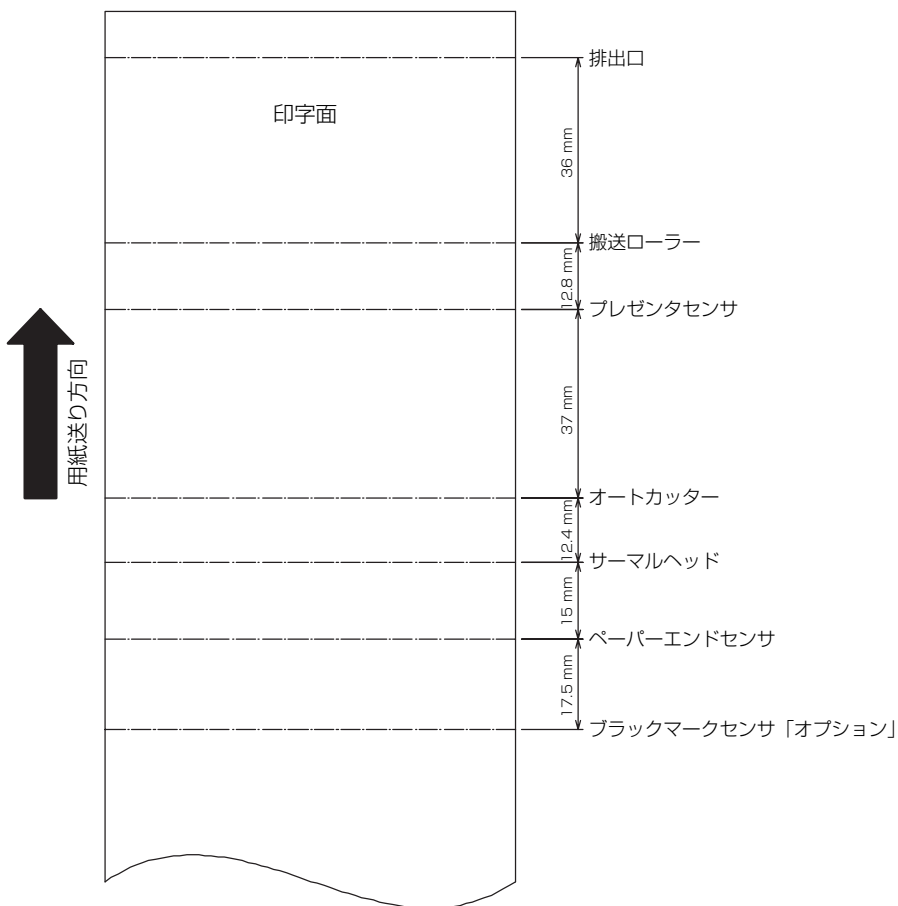 排出口
印字面
36 mm
搬送ローラー
12.8 mm
プレゼンタセンサ
用紙送り方向
37 mm
オートカッター
12.4 mm
サーマルヘッド
15 mm
ペーパーエンドセンサ
17.5 mm
ブラックマークセンサ「オプション」